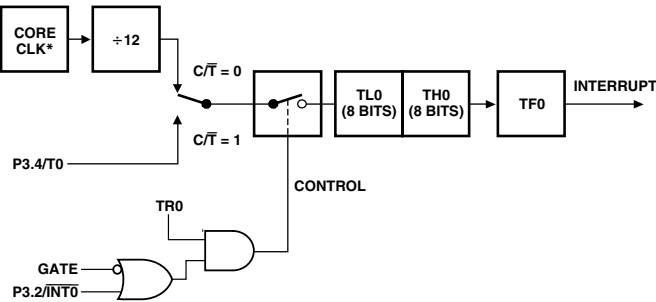 CORE
CLK*
÷12
C/T̅ = 0
INTERRUPT
TL0
(8 BITS)
TH0
(8 BITS)
TF0
C/T̅ = 1
P3.4/T0
CONTROL
TR0
GATE
P3.2/I̅N̅T̅0̅